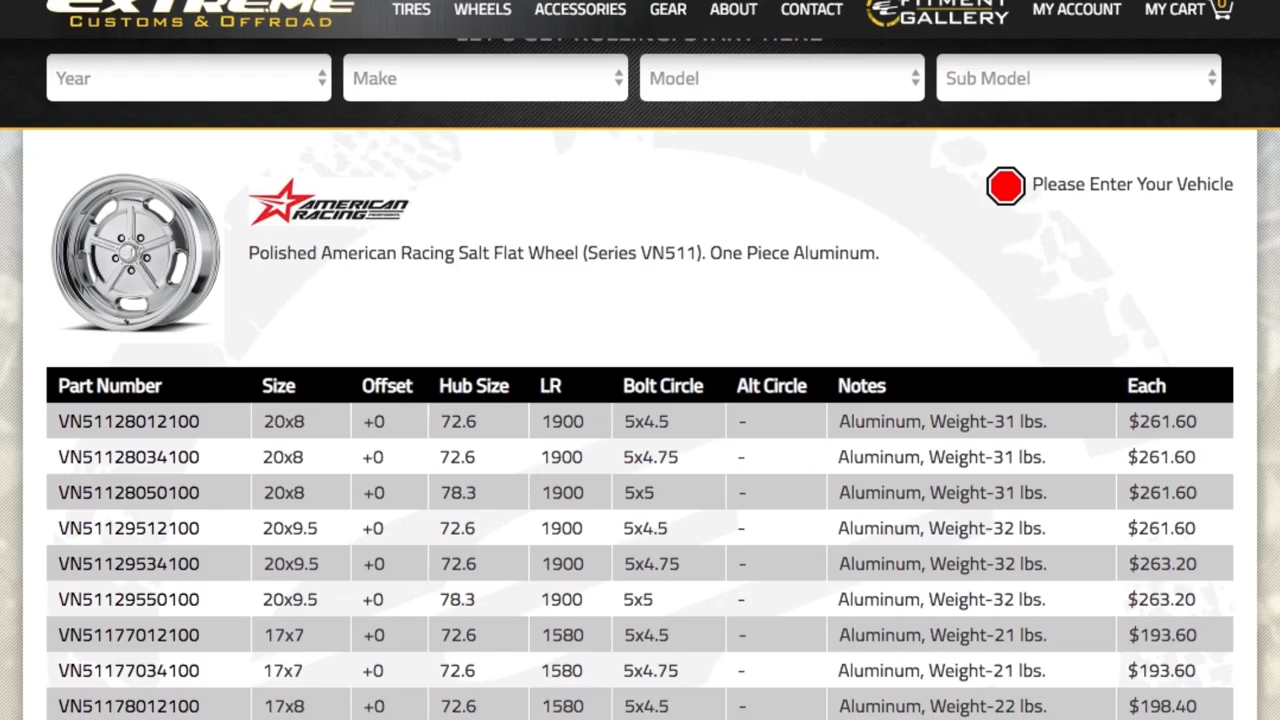 EXTREME
CUSTOMS & OFFROAD
TIRES WHEELS ACCESSORIES GEAR ABOUT CONTACT FITMENT GALLERY MY ACCOUNT MY CART 0
LET'S GET ROLLING! START HERE
Year Make Model Sub Model
Please Enter Your Vehicle
AMERICAN
RACING
Polished American Racing Salt Flat Wheel (Series VN511). One Piece Aluminum.
Part Number Size Offset Hub Size LR Bolt Circle Alt Circle Notes Each
VN51128012100 20x8 +0 72.6 1900 5x4.5 - Aluminum, Weight-31 lbs. $261.60
VN51128034100 20x8 +0 72.6 1900 5x4.75 - Aluminum, Weight-31 lbs. $261.60
VN51128050100 20x8 +0 78.3 1900 5x5 - Aluminum, Weight-31 lbs. $261.60
VN51129512100 20x9.5 +0 72.6 1900 5x4.5 - Aluminum, Weight-32 lbs. $261.60
VN51129534100 20x9.5 +0 72.6 1900 5x4.75 - Aluminum, Weight-32 lbs. $263.20
VN51129550100 20x9.5 +0 78.3 1900 5x5 - Aluminum, Weight-32 lbs. $263.20
VN51177012100 17x7 +0 72.6 1580 5x4.5 - Aluminum, Weight-21 lbs. $193.60
VN51177034100 17x7 +0 72.6 1580 5x4.75 - Aluminum, Weight-21 lbs. $193.60
VN51178012100 17x8 +0 72.6 1580 5x4.5 - Aluminum, Weight-22 lbs. $198.40